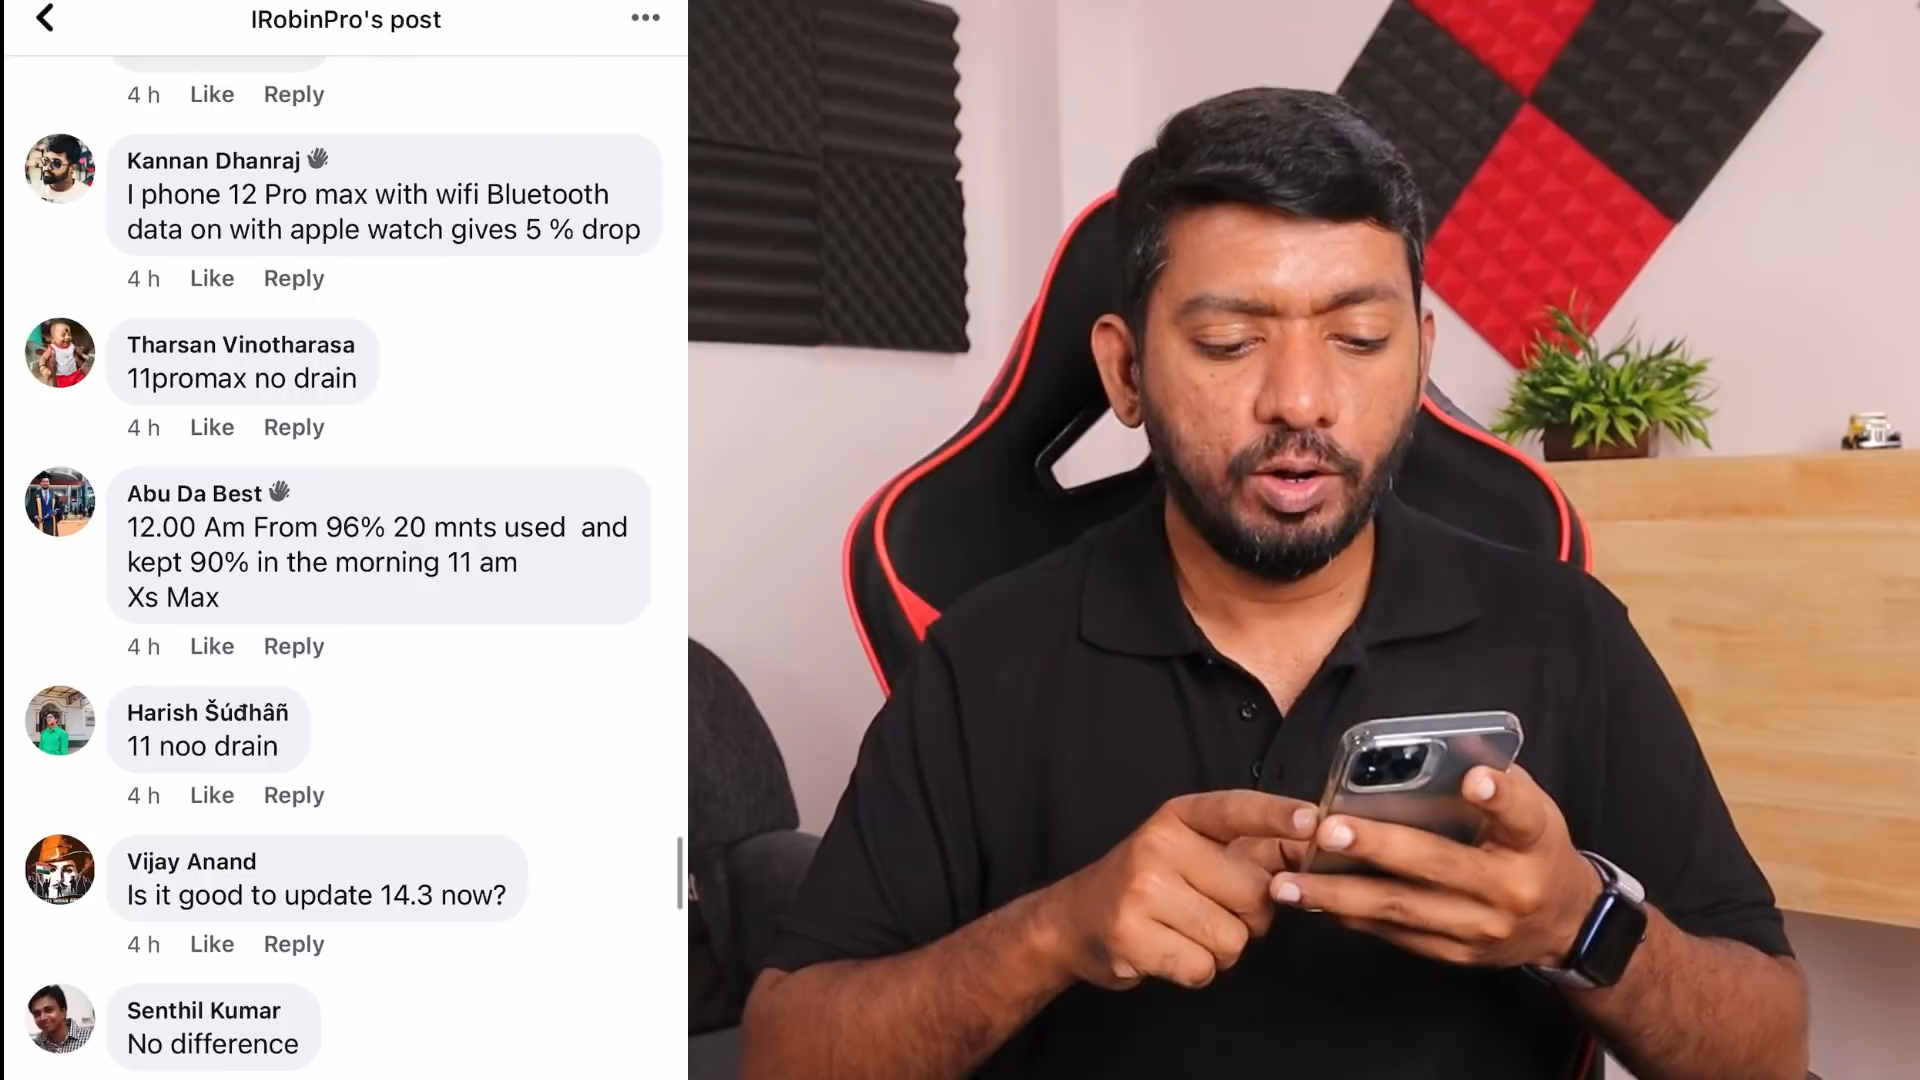 IRobinPro's post
4 h Like Reply
Kannan Dhanraj
I phone 12 Pro max with wifi Bluetooth
data on with apple watch gives 5 % drop
4 h Like Reply
Tharsan Vinotharasa
11promax no drain
4 h Like Reply
Abu Da Best
12.00 Am From 96% 20 mnts used and
kept 90% in the morning 11 am
Xs Max
4 h Like Reply
Harish Šúđhâñ
11 noo drain
4 h Like Reply
Vijay Anand
Is it good to update 14.3 now?
4 h Like Reply
Senthil Kumar
No difference